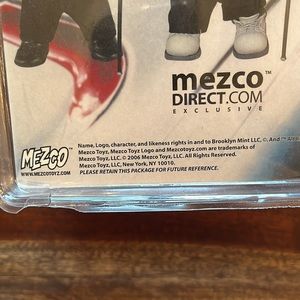 mezco™
DIRECT.COM
EXCLUSIVE
MEZCO
WWW.MEZCOTOYZ.COM
Name, Logo, character, and likeness rights in and to Brooklyn Mint LLC, ©, And ™ Are
Mezco Toyz, LLC, Mezco Toyz Logo and Mezcotoyz.com are trademarks of
Mezco Toyz, LLC. © 2006 Mezco Toyz, LLC. All Rights Reserved.
Mezco Toyz, LLC, New York, NY 10010.
PLEASE RETAIN THIS PACKAGE FOR FUTURE REFERENCE.